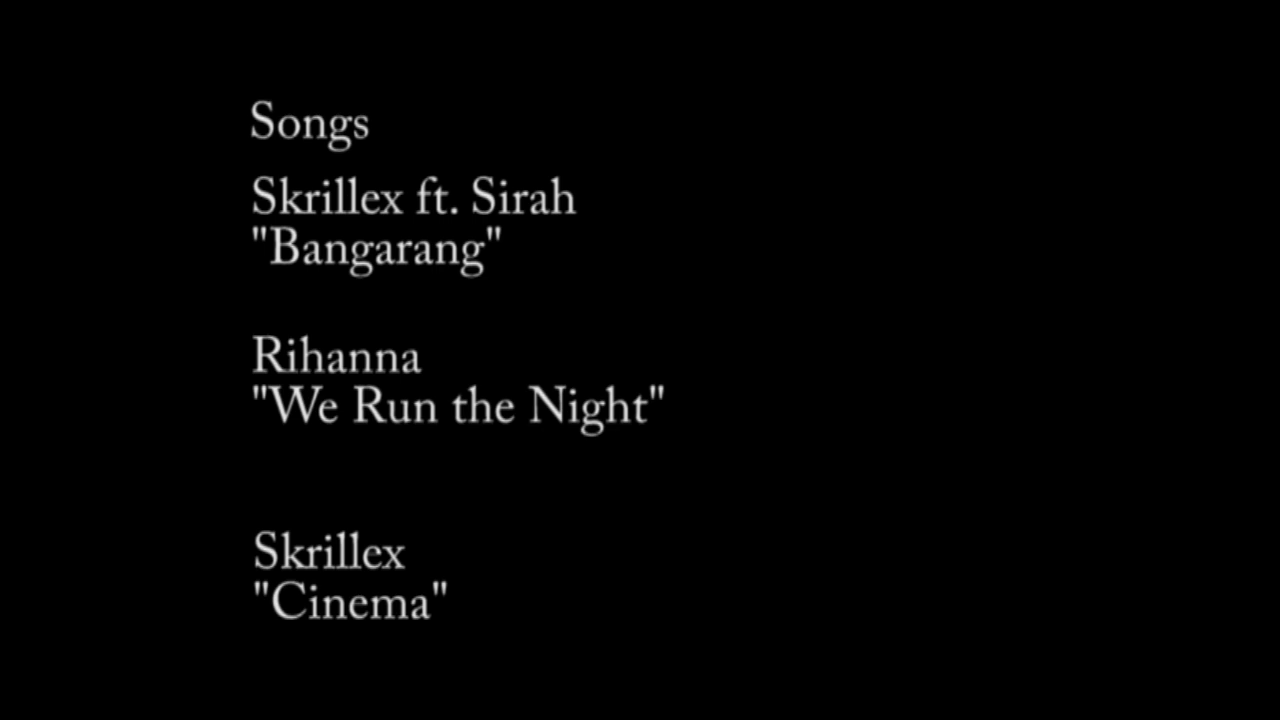 Songs
Skrillex ft. Sirah
"Bangarang"
Rihanna
"We Run the Night"
Skrillex
"Cinema"